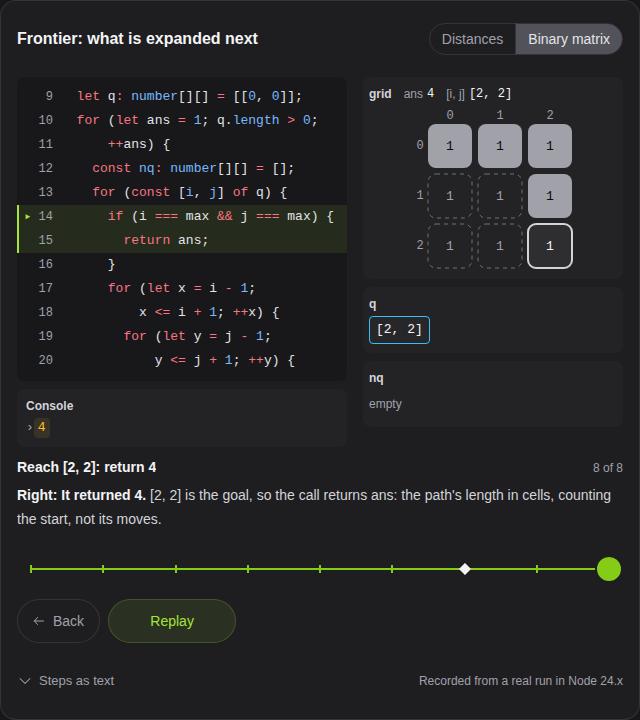 Frontier: what is expanded next
Distances Binary matrix
9 let q: number[][] = [[0, 0]];
10 for (let ans = 1; q.length > 0;
11 ++ans) {
12 const nq: number[][] = [];
13 for (const [i, j] of q) {
14 if (i === max && j === max) {
15 return ans;
16 }
17 for (let x = i - 1;
18 x <= i + 1; ++x) {
19 for (let y = j - 1;
20 y <= j + 1; ++y) {
Console
› 4
grid ans 4 [i, j] [2, 2]
0 1 2
0 1 1 1
1 1 1 1
2 1 1 1
q
[2, 2]
nq
empty
Reach [2, 2]: return 4
8 of 8
Right: It returned 4. [2, 2] is the goal, so the call returns ans: the path's length in cells, counting
the start, not its moves.
← Back
Replay
Steps as text
Recorded from a real run in Node 24.x